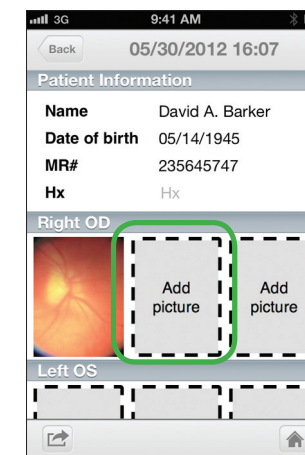 3G 9:41 AM
Back 05/30/2012 16:07
Patient Information
Name David A. Barker
Date of birth 05/14/1945
MR# 235645747
Hx Hx
Right OD
Add picture Add picture
Left OS